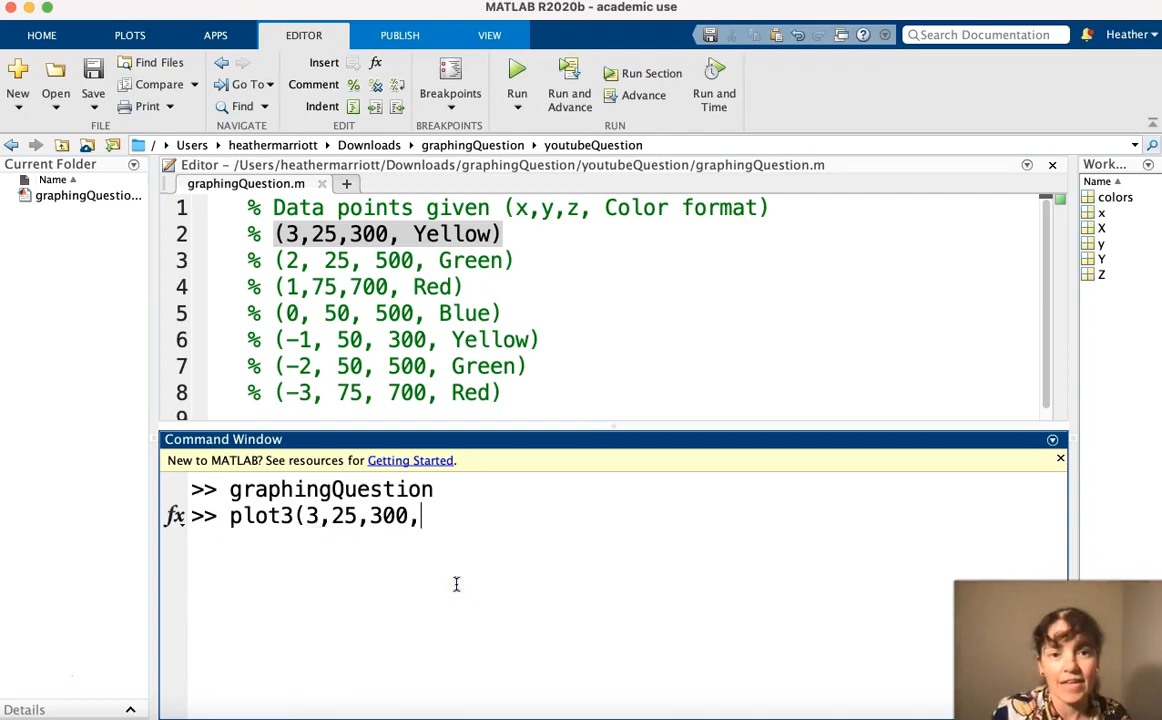 MATLAB R2020b - academic use
HOME PLOTS APPS EDITOR PUBLISH VIEW Search Documentation Heather
New Open Save Find Files Compare Print Go To Find Insert fx Comment Indent Breakpoints Run Run and Advance Run Section Advance Run and Time
FILE NAVIGATE EDIT BREAKPOINTS RUN
/ Users heathermarriott Downloads graphingQuestion youtubeQuestion
Current Folder
Name
graphingQuestio...
Editor - /Users/heathermarriott/Downloads/graphingQuestion/youtubeQuestion/graphingQuestion.m
graphingQuestion.m
1 % Data points given (x,y,z, Color format)
2 % (3,25,300, Yellow)
3 % (2, 25, 500, Green)
4 % (1,75,700, Red)
5 % (0, 50, 500, Blue)
6 % (-1, 50, 300, Yellow)
7 % (-2, 50, 500, Green)
8 % (-3, 75, 700, Red)
9
Work...
Name
colors
x
X
y
Y
Z
Command Window
New to MATLAB? See resources for Getting Started.
>> graphingQuestion
fx >> plot3(3,25,300,
Details